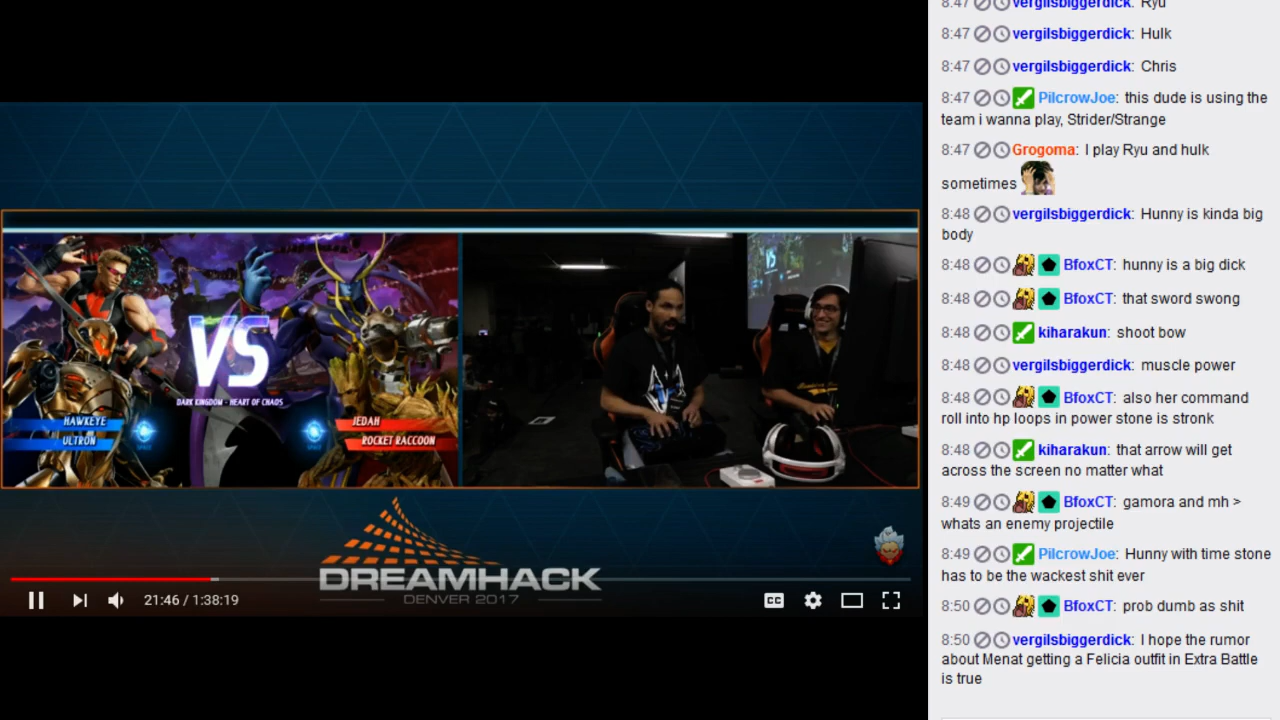 8:47 vergilsbiggerdick: Ryu
8:47 vergilsbiggerdick: Hulk
8:47 vergilsbiggerdick: Chris
8:47 PilcrowJoe: this dude is using the
team i wanna play, Strider/Strange
8:47 Grogoma: I play Ryu and hulk
sometimes
8:48 vergilsbiggerdick: Hunny is kinda big
body
8:48 BfoxCT: hunny is a big dick
8:48 BfoxCT: that sword swong
8:48 kiharakun: shoot bow
8:48 vergilsbiggerdick: muscle power
8:48 BfoxCT: also her command
roll into hp loops in power stone is stronk
8:48 kiharakun: that arrow will get
across the screen no matter what
8:49 BfoxCT: gamora and mh >
whats an enemy projectile
8:49 PilcrowJoe: Hunny with time stone
has to be the wackest shit ever
8:50 BfoxCT: prob dumb as shit
8:50 vergilsbiggerdick: I hope the rumor
about Menat getting a Felicia outfit in Extra Battle
is true
VS
DARK KINGDOM - HEART OF CHAOS
HAWKEYE
ULTRON
SPACE
JEDAH
ROCKET RACCOON
SPACE
VS
DREAMHACK
DENVER 2017
21:46 / 1:38:19
CC